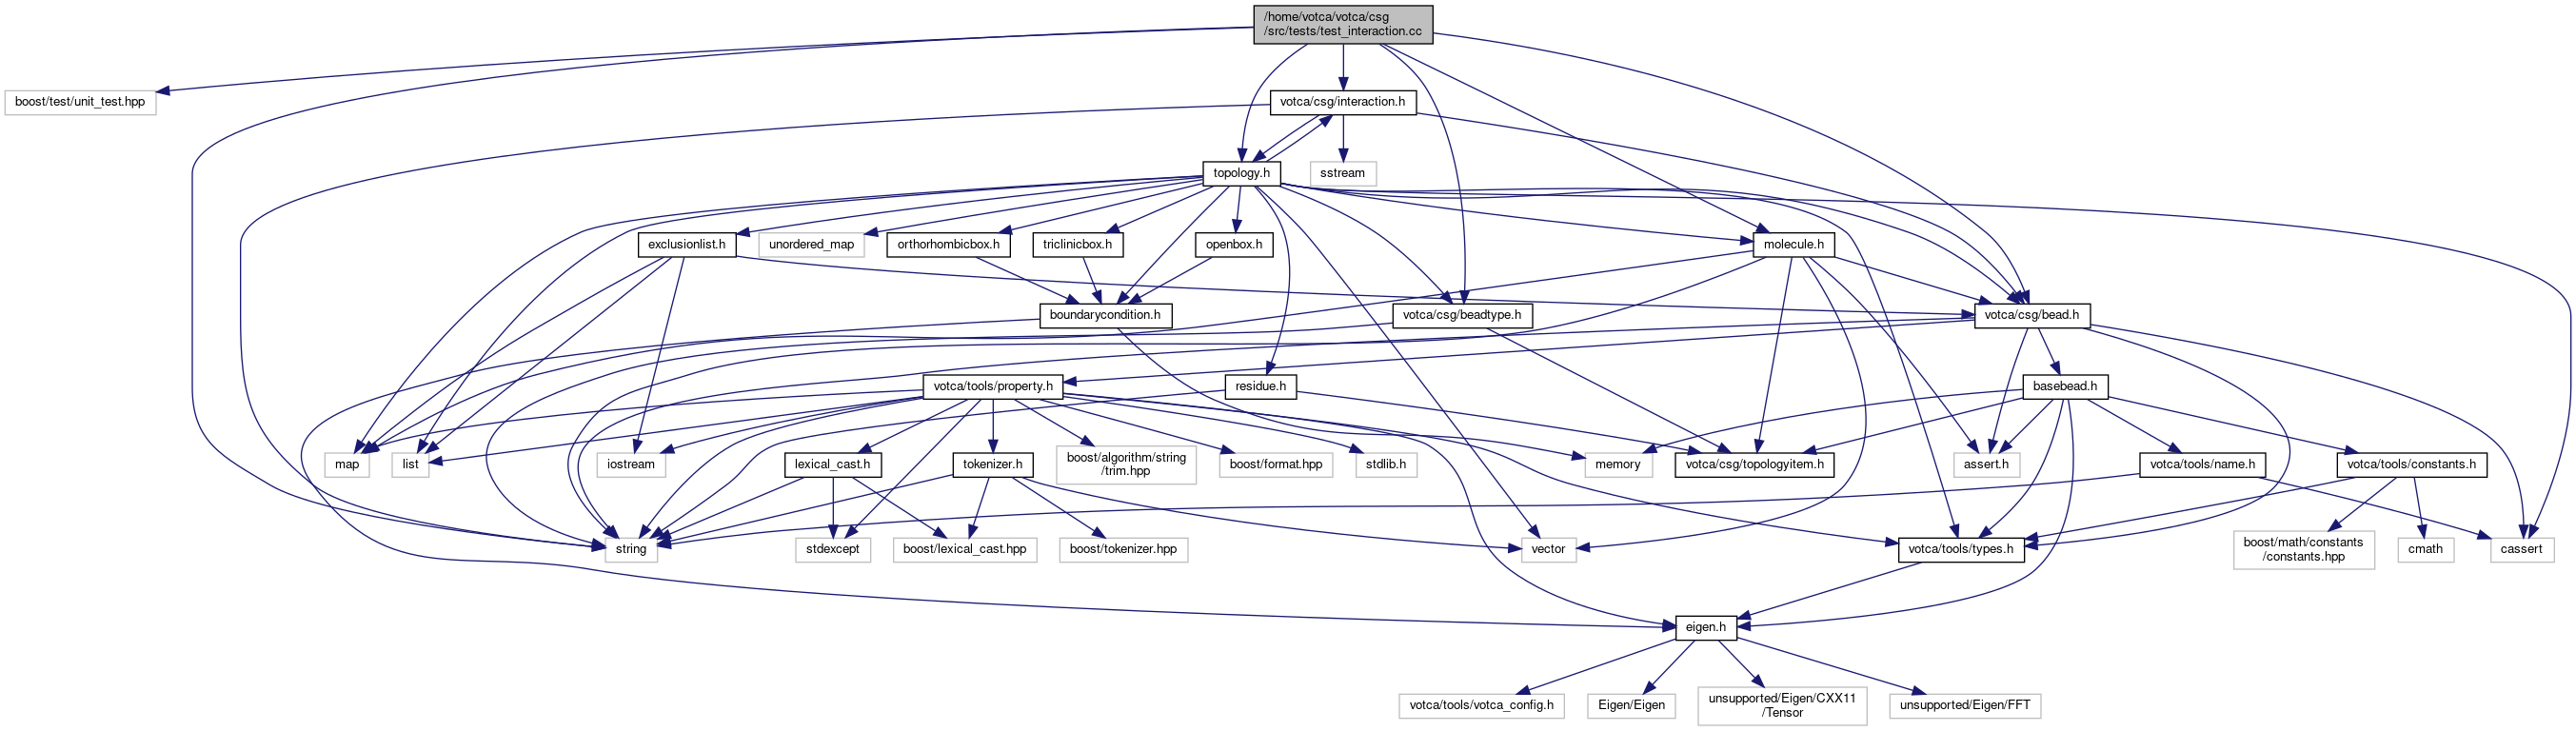 /home/votca/votca/csg
/src/tests/test_interaction.cc
boost/test/unit_test.hpp
votca/csg/interaction.h
topology.h
sstream
exclusionlist.h
unordered_map
orthorhombicbox.h
triclinicbox.h
openbox.h
molecule.h
boundarycondition.h
votca/csg/beadtype.h
votca/csg/bead.h
votca/tools/property.h
residue.h
basebead.h
map
list
iostream
lexical_cast.h
tokenizer.h
boost/algorithm/string
/trim.hpp
boost/format.hpp
stdlib.h
memory
votca/csg/topologyitem.h
assert.h
votca/tools/name.h
votca/tools/constants.h
string
stdexcept
boost/lexical_cast.hpp
boost/tokenizer.hpp
vector
votca/tools/types.h
boost/math/constants
/constants.hpp
cmath
cassert
eigen.h
votca/tools/votca_config.h
Eigen/Eigen
unsupported/Eigen/CXX11
/Tensor
unsupported/Eigen/FFT